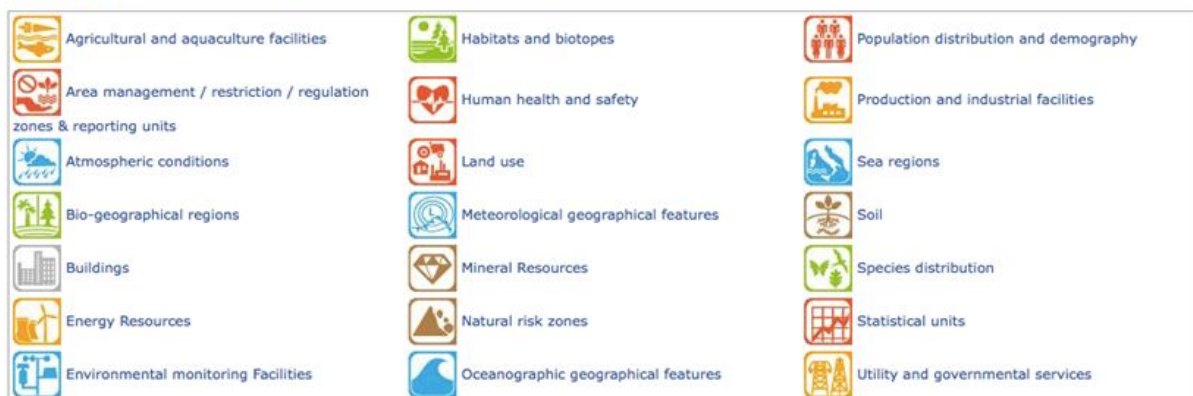 Agricultural and aquaculture facilities
Area management / restriction / regulation
zones & reporting units
Atmospheric conditions
Bio-geographical regions
Buildings
Energy Resources
Environmental monitoring Facilities
Habitats and biotopes
Human health and safety
Land use
Meteorological geographical features
Mineral Resources
Natural risk zones
Oceanographic geographical features
Population distribution and demography
Production and industrial facilities
Sea regions
Soil
Species distribution
Statistical units
Utility and governmental services